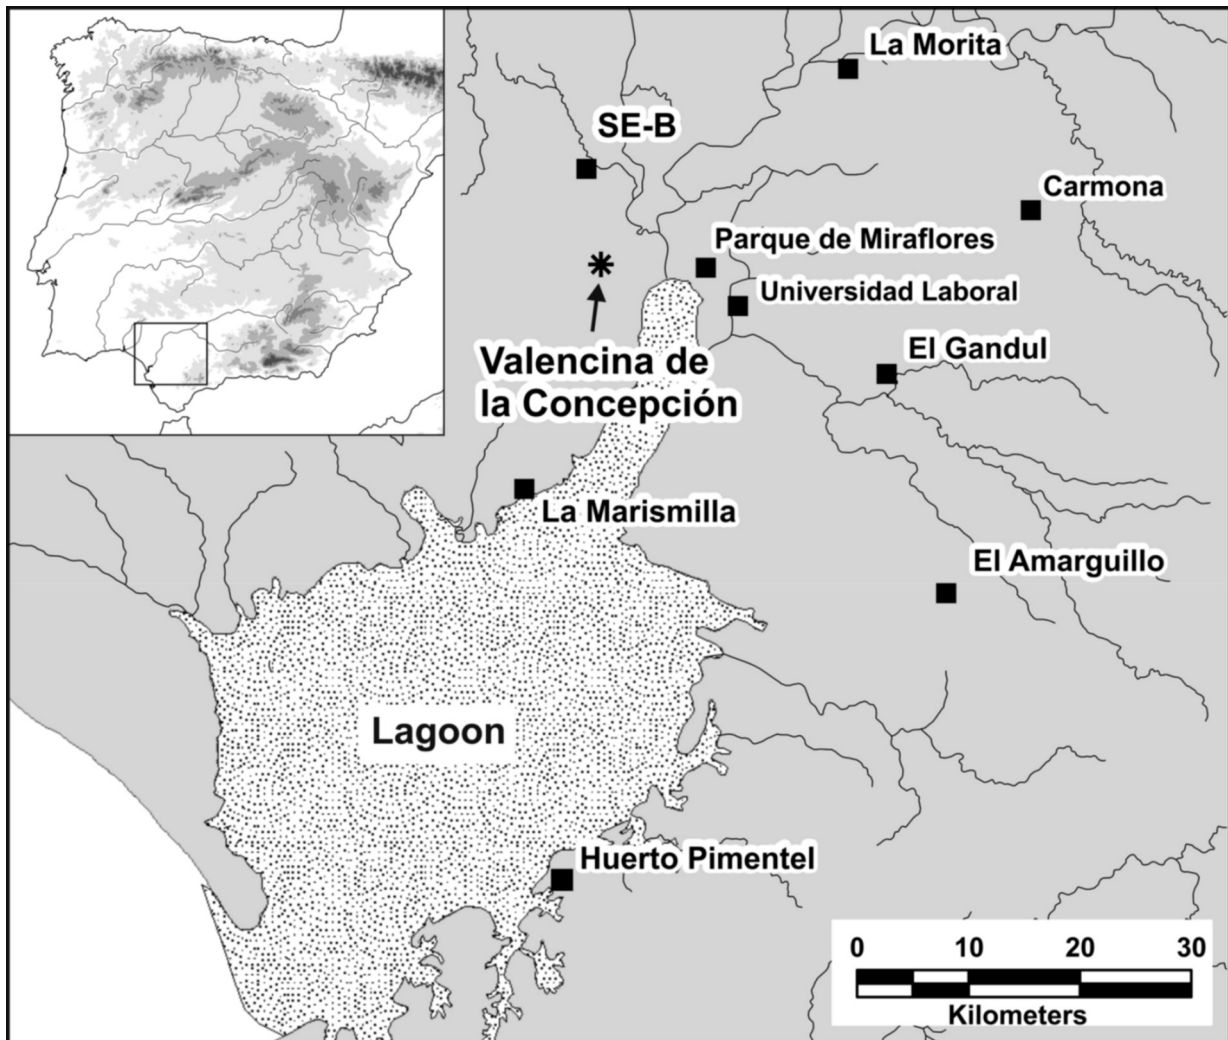 La Morita
SE-B
Carmona
Parque de Miraflores
Universidad Laboral
El Gandul
Valencina de
la Concepción
La Marismilla
El Amarguillo
Lagoon
Huerto Pimentel
0 10 20 30
Kilometers